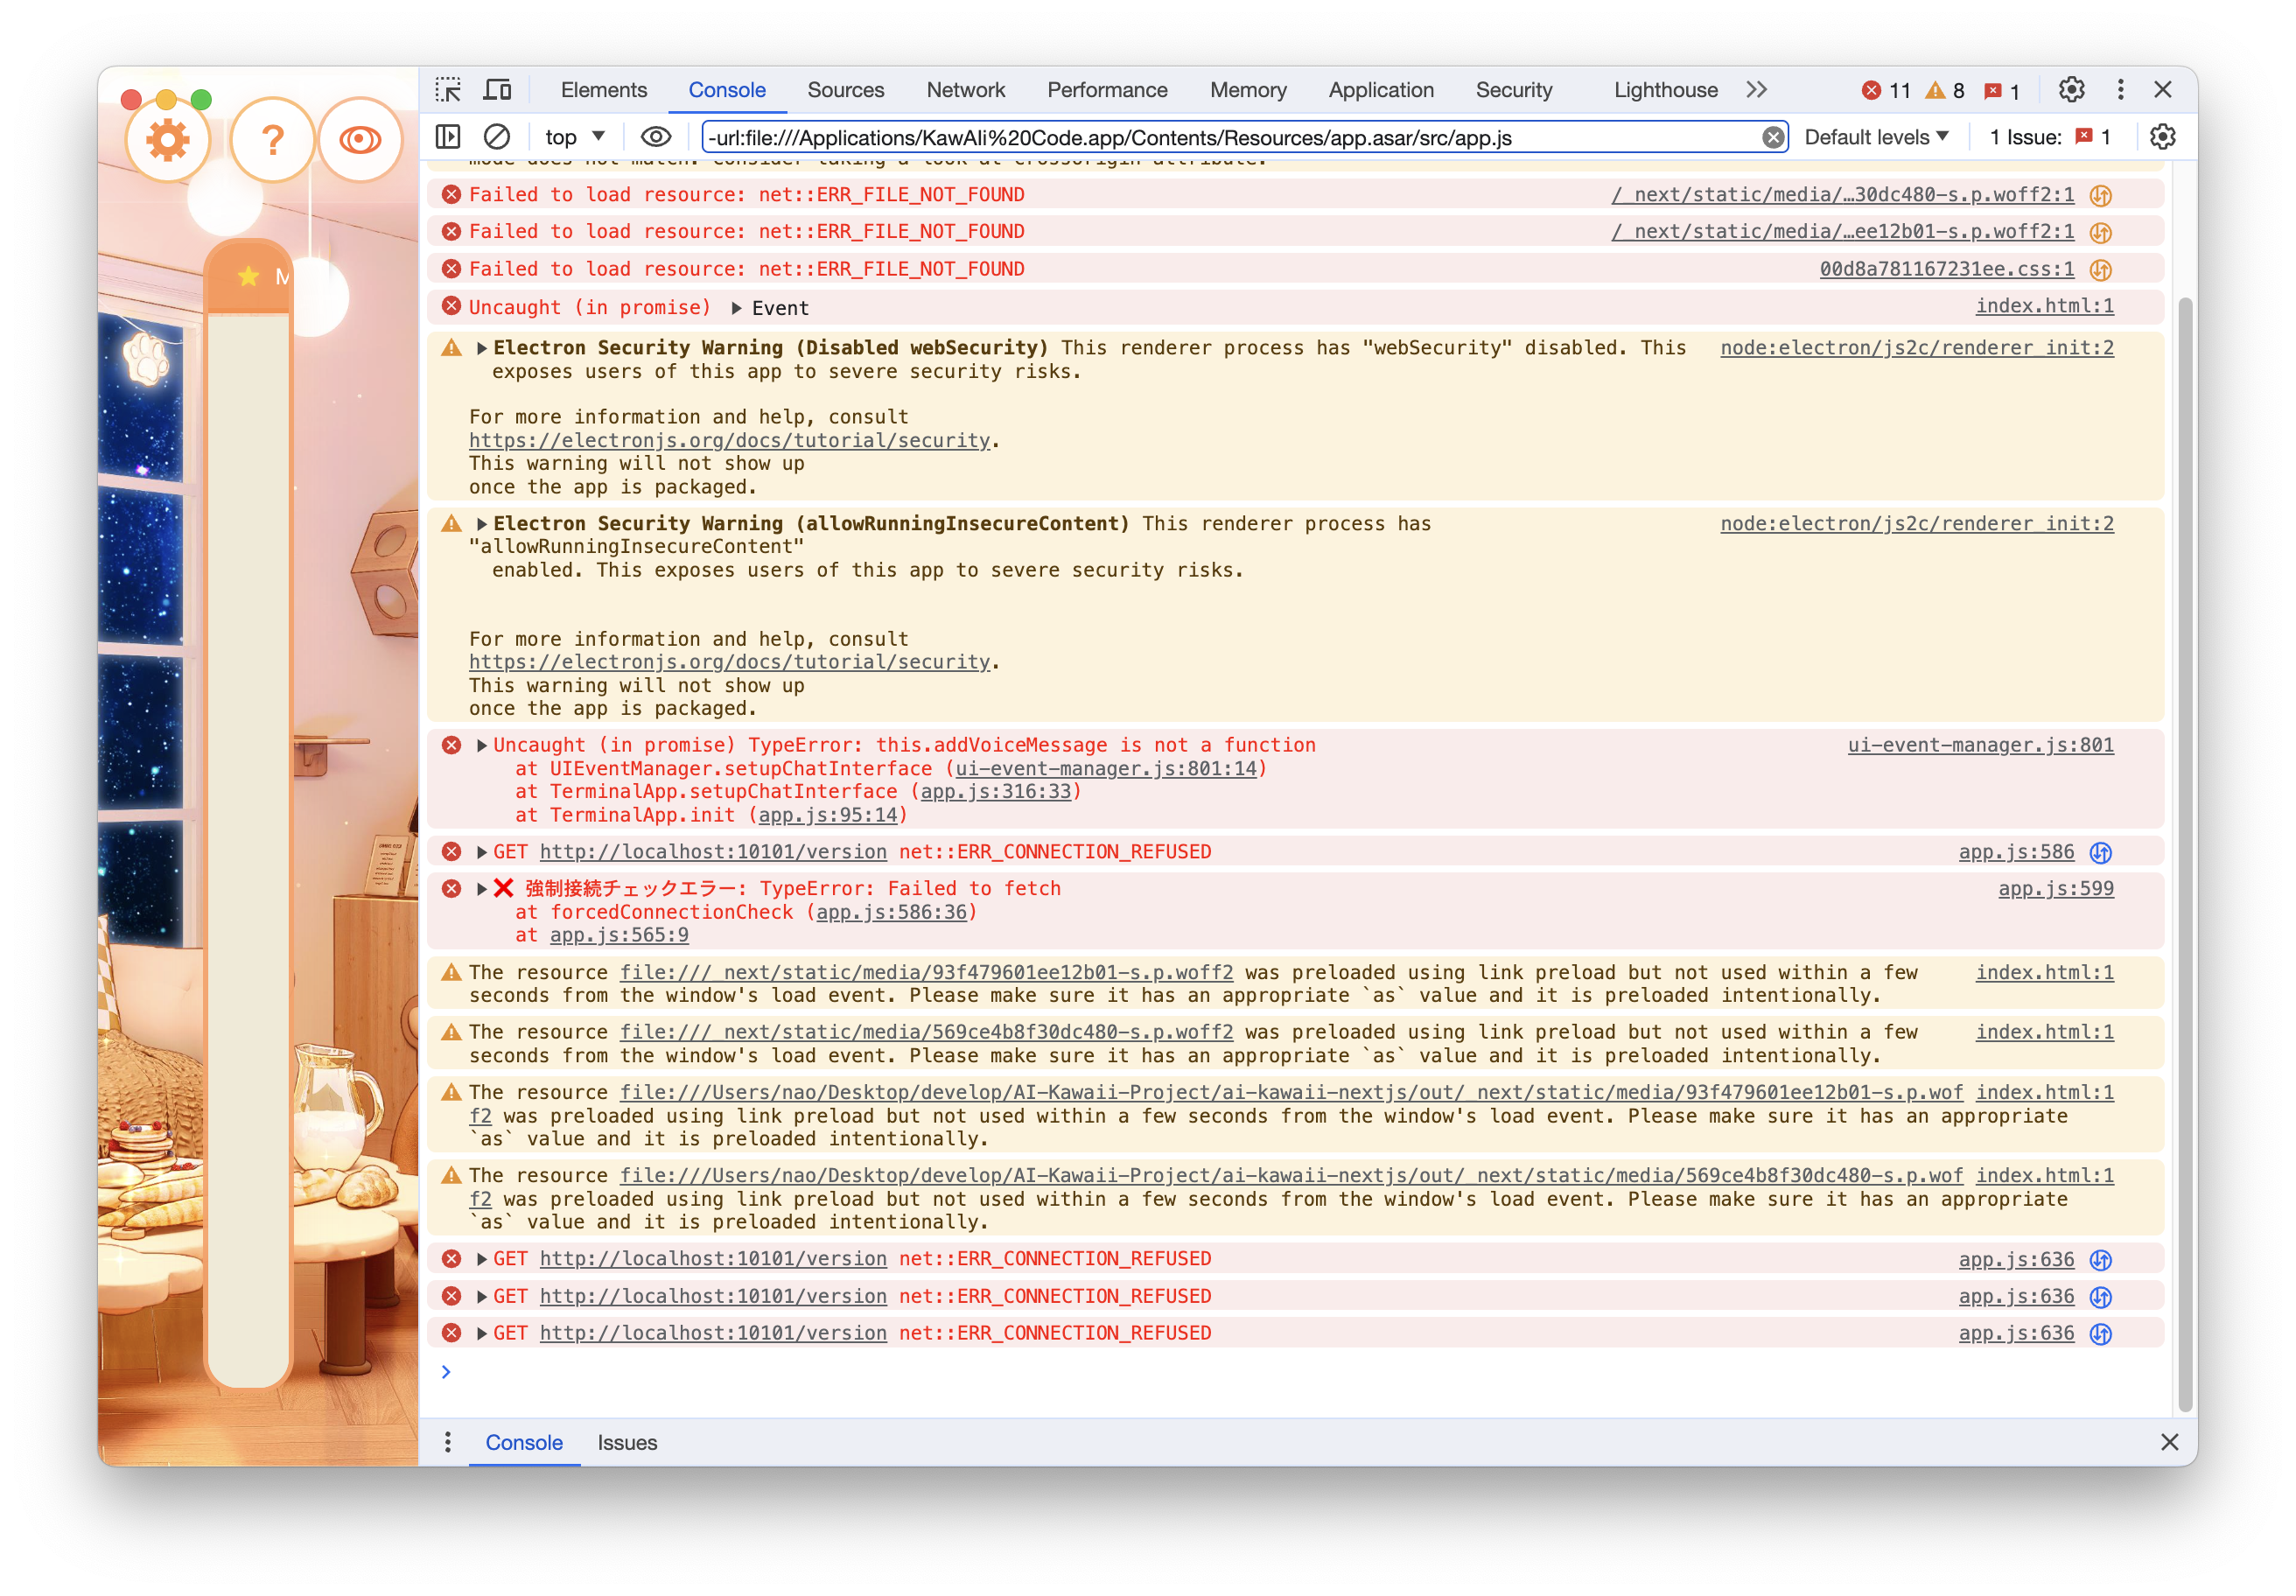 Elements Console Sources Network Performance Memory Application Security Lighthouse 11 8 1
top -url:file:///Applications/KawAIi%20Code.app/Contents/Resources/app.asar/src/app.js Default levels 1 Issue: 1
mode does not match. Consider taking a look at crossorigin attribute.
Failed to load resource: net::ERR_FILE_NOT_FOUND /_next/static/media/…30dc480-s.p.woff2:1
Failed to load resource: net::ERR_FILE_NOT_FOUND /_next/static/media/…ee12b01-s.p.woff2:1
Failed to load resource: net::ERR_FILE_NOT_FOUND 00d8a781167231ee.css:1
M
Uncaught (in promise) Event index.html:1
Electron Security Warning (Disabled webSecurity) This renderer process has "webSecurity" disabled. This node:electron/js2c/renderer_init:2
exposes users of this app to severe security risks.
For more information and help, consult
https://electronjs.org/docs/tutorial/security.
This warning will not show up
once the app is packaged.
Electron Security Warning (allowRunningInsecureContent) This renderer process has node:electron/js2c/renderer_init:2
"allowRunningInsecureContent"
enabled. This exposes users of this app to severe security risks.
For more information and help, consult
https://electronjs.org/docs/tutorial/security.
This warning will not show up
once the app is packaged.
Uncaught (in promise) TypeError: this.addVoiceMessage is not a function ui-event-manager.js:801
at UIEventManager.setupChatInterface (ui-event-manager.js:801:14)
at TerminalApp.setupChatInterface (app.js:316:33)
at TerminalApp.init (app.js:95:14)
GET http://localhost:10101/version net::ERR_CONNECTION_REFUSED app.js:586
❌ 強制接続チェックエラー: TypeError: Failed to fetch app.js:599
at forcedConnectionCheck (app.js:586:36)
at app.js:565:9
The resource file:///_next/static/media/93f479601ee12b01-s.p.woff2 was preloaded using link preload but not used within a few index.html:1
seconds from the window's load event. Please make sure it has an appropriate `as` value and it is preloaded intentionally.
The resource file:///_next/static/media/569ce4b8f30dc480-s.p.woff2 was preloaded using link preload but not used within a few index.html:1
seconds from the window's load event. Please make sure it has an appropriate `as` value and it is preloaded intentionally.
The resource file:///Users/nao/Desktop/develop/AI-Kawaii-Project/ai-kawaii-nextjs/out/_next/static/media/93f479601ee12b01-s.p.wof index.html:1
f2 was preloaded using link preload but not used within a few seconds from the window's load event. Please make sure it has an appropriate
`as` value and it is preloaded intentionally.
The resource file:///Users/nao/Desktop/develop/AI-Kawaii-Project/ai-kawaii-nextjs/out/_next/static/media/569ce4b8f30dc480-s.p.wof index.html:1
f2 was preloaded using link preload but not used within a few seconds from the window's load event. Please make sure it has an appropriate
`as` value and it is preloaded intentionally.
GET http://localhost:10101/version net::ERR_CONNECTION_REFUSED app.js:636
GET http://localhost:10101/version net::ERR_CONNECTION_REFUSED app.js:636
GET http://localhost:10101/version net::ERR_CONNECTION_REFUSED app.js:636
Console Issues